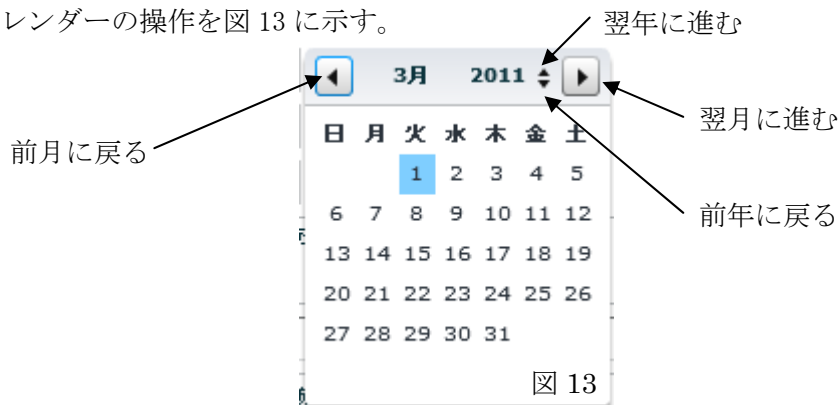 レンダーの操作を図 13 に示す。
翌年に進む
3月 2011
翌月に進む
前月に戻る
日 月 火 水 木 金 土
1 2 3 4 5
前年に戻る
6 7 8 9 10 11 12
13 14 15 16 17 18 19
20 21 22 23 24 25 26
27 28 29 30 31
図 13